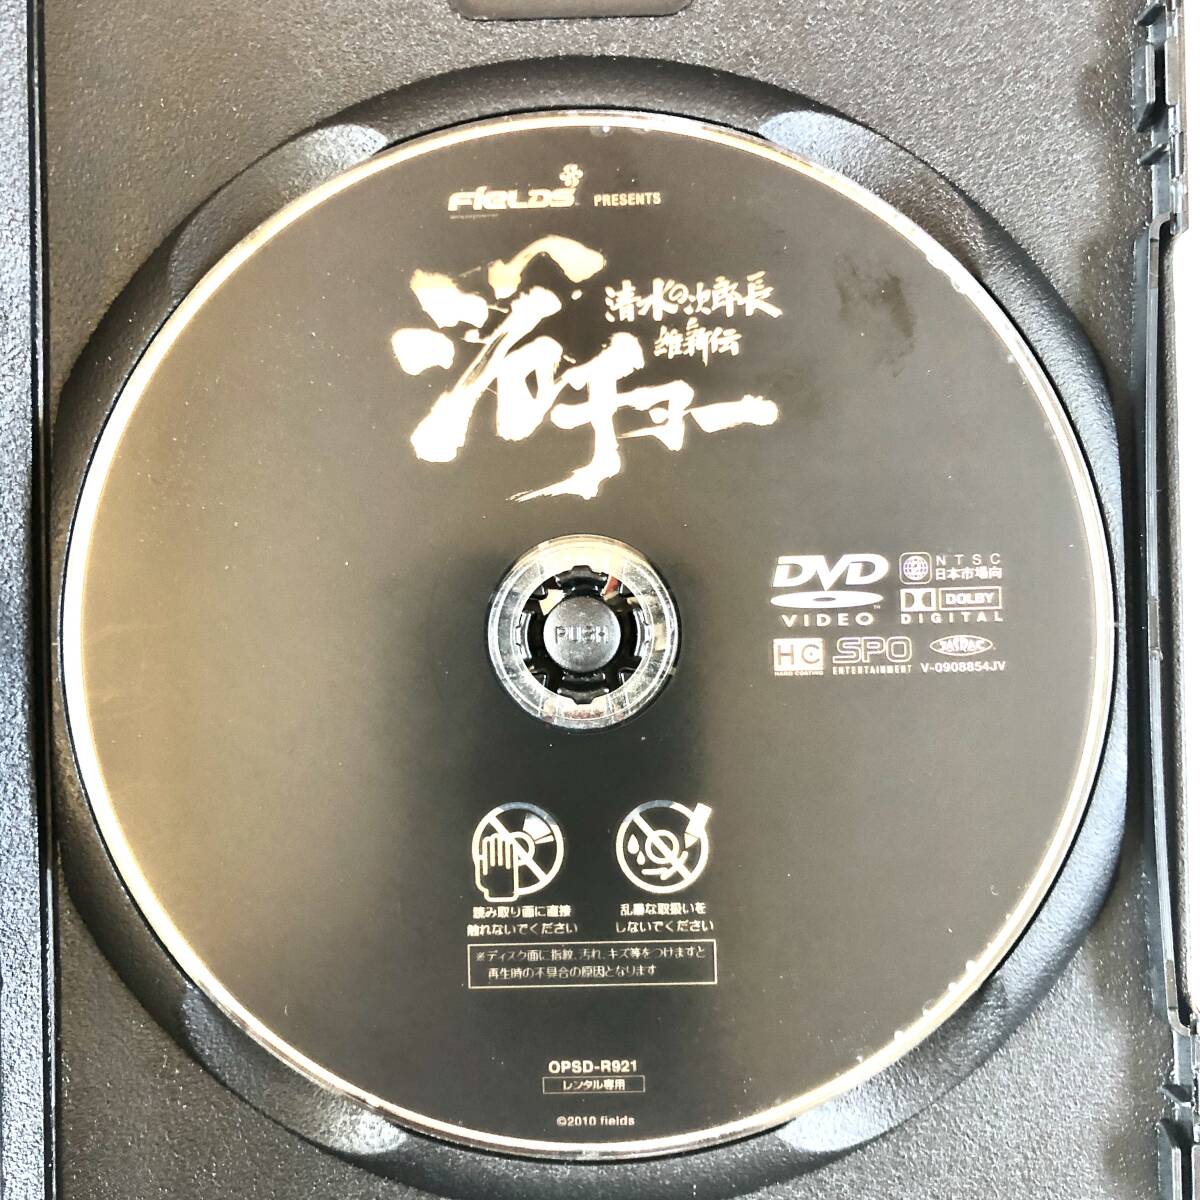 FIELDS PRESENTS
清水の次郎長
維新伝
チョー
DVD
VIDEO
NTSC
日本市場向
DOLBY
DIGITAL
HC
HARD COATING
SPO
ENTERTAINMENT
V-0908854JV
PUSH
読み取り面に直接
触れないでください
乱暴な取扱いを
しないでください
※ディスク面に指紋、汚れ、キズ等をつけますと
再生時の不具合の原因となります
OPSD-R921
レンタル専用
©2010 fields